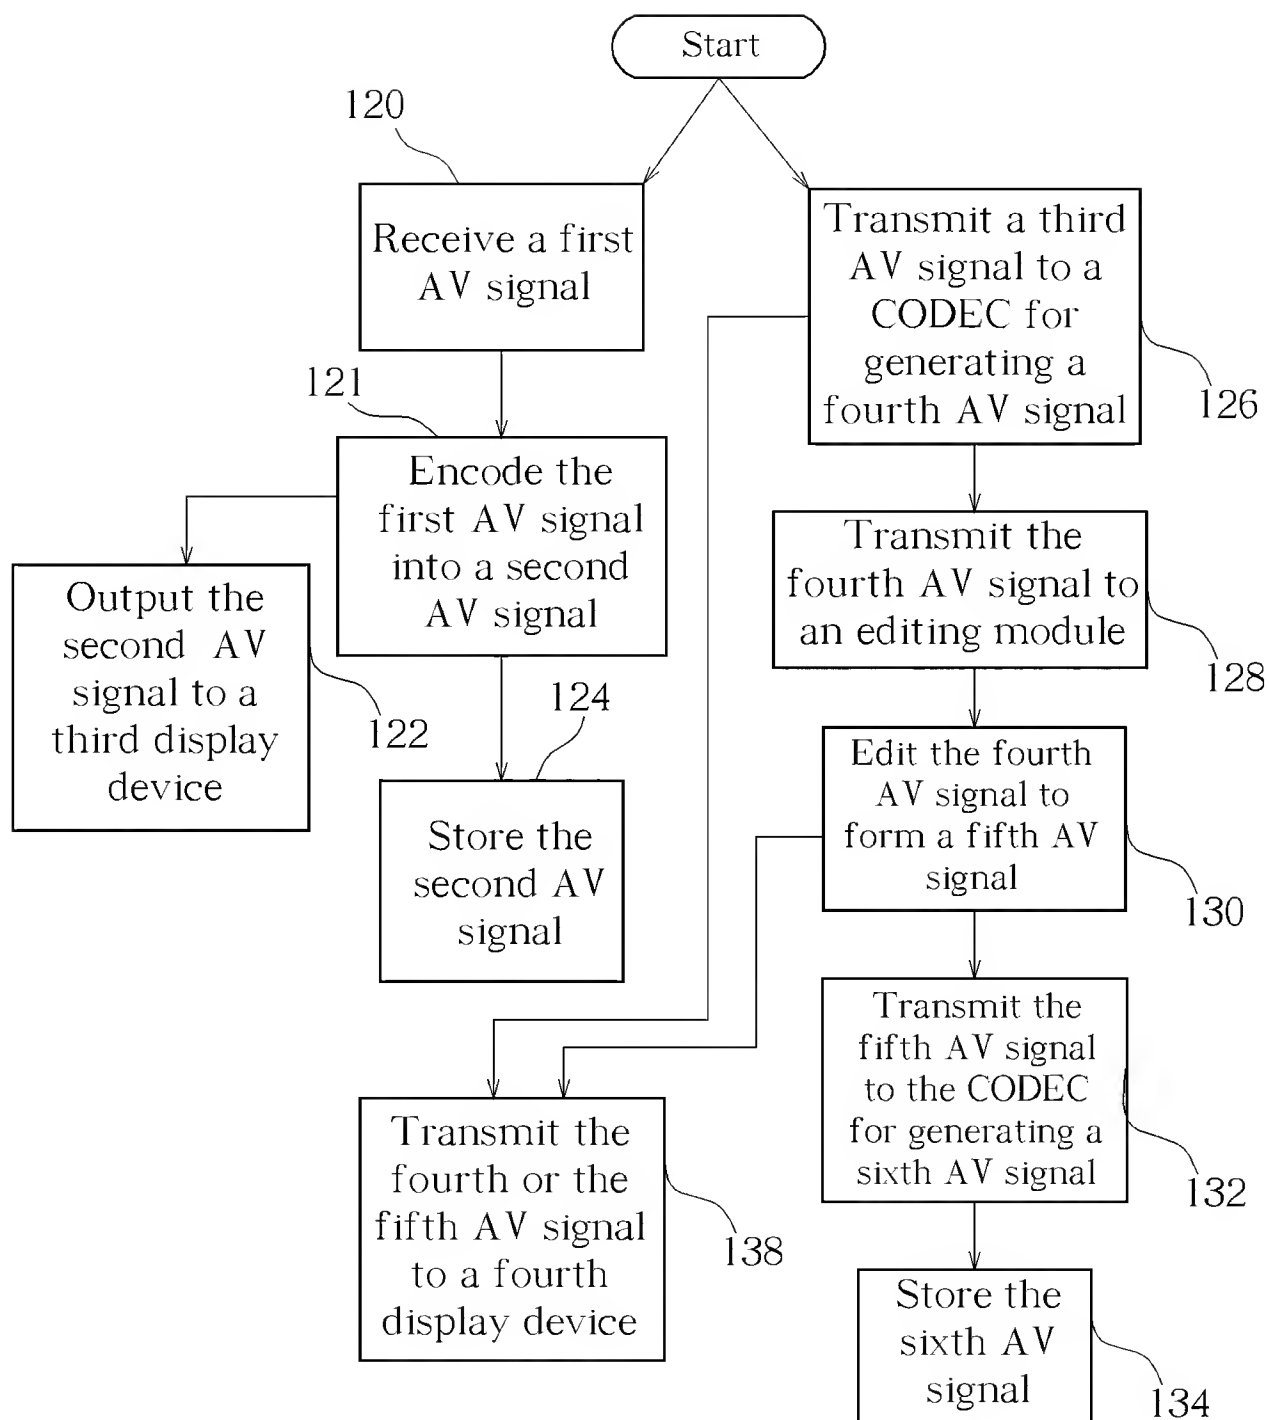 Start
120
Receive a first
AV signal
Transmit a third
AV signal to a
CODEC for
generating a
fourth AV signal
126
121
Encode the
first AV signal
into a second
AV signal
Output the
second AV
signal to a
third display
device
122
124
Store the
second AV
signal
Transmit the
fourth AV signal to
an editing module
128
Edit the fourth
AV signal to
form a fifth AV
signal
130
Transmit the
fifth AV signal
to the CODEC
for generating a
sixth AV signal
132
Transmit the
fourth or the
fifth AV signal
to a fourth
display device
138
Store the
sixth AV
signal
134